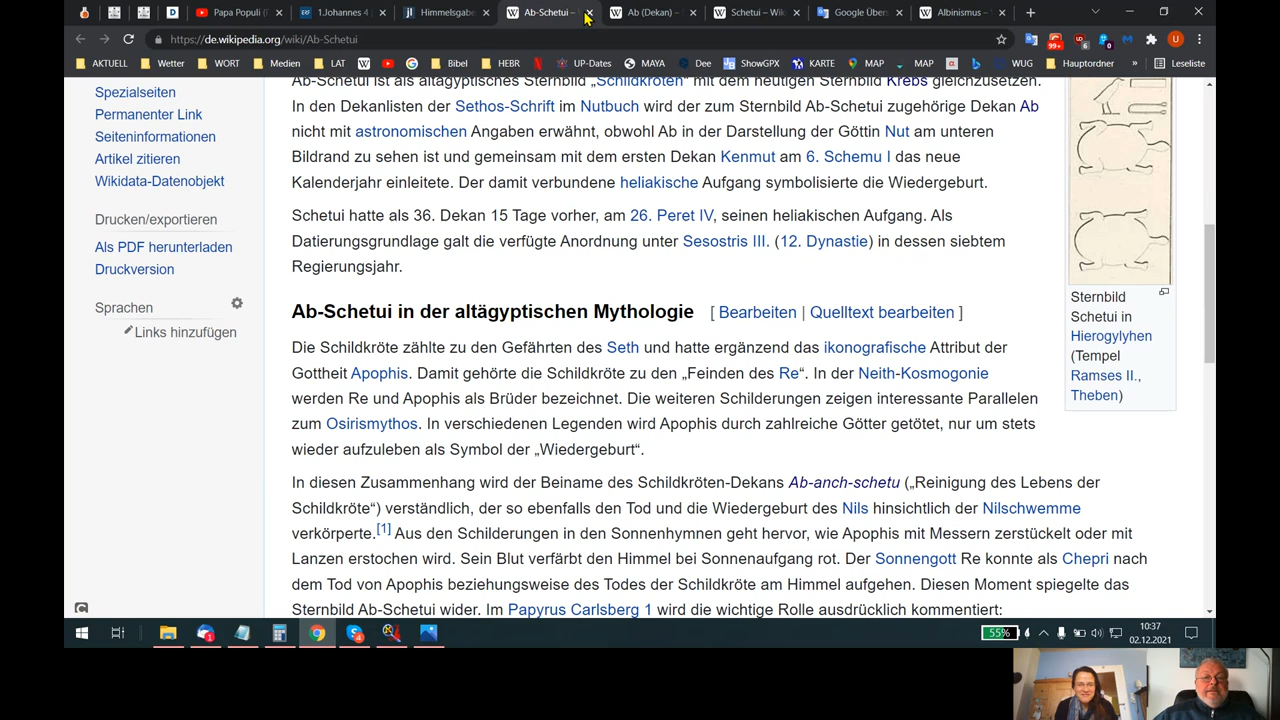 Papa Populi (
1.Johannes 4
Himmelsgabe
Ab-Schetui –
Ab (Dekan) –
Schetui – Wik
Google Übers
Albinismus –
https://de.wikipedia.org/wiki/Ab-Schetui
AKTUELL
Wetter
WORT
Medien
LAT
Bibel
HEBR
UP-Dates
MAYA
Dee
ShowGPX
KARTE
MAP
MAP
WUG
Hauptordner
»
Leseliste
Spezialseiten
Permanenter Link
Seiteninformationen
Artikel zitieren
Wikidata-Datenobjekt
Drucken/exportieren
Als PDF herunterladen
Druckversion
Sprachen
Links hinzufügen
Ab-Schetui ist als altägyptisches Sternbild „Schildkröten“ mit dem heutigen Sternbild Krebs gleichzusetzen.
In den Dekanlisten der Sethos-Schrift im Nutbuch wird der zum Sternbild Ab-Schetui zugehörige Dekan Ab
nicht mit astronomischen Angaben erwähnt, obwohl Ab in der Darstellung der Göttin Nut am unteren
Bildrand zu sehen ist und gemeinsam mit dem ersten Dekan Kenmut am 6. Schemu I das neue
Kalenderjahr einleitete. Der damit verbundene heliakische Aufgang symbolisierte die Wiedergeburt.
Schetui hatte als 36. Dekan 15 Tage vorher, am 26. Peret IV, seinen heliakischen Aufgang. Als
Datierungsgrundlage galt die verfügte Anordnung unter Sesostris III. (12. Dynastie) in dessen siebtem
Regierungsjahr.
Ab-Schetui in der altägyptischen Mythologie [ Bearbeiten | Quelltext bearbeiten ]
Die Schildkröte zählte zu den Gefährten des Seth und hatte ergänzend das ikonografische Attribut der
Gottheit Apophis. Damit gehörte die Schildkröte zu den „Feinden des Re“. In der Neith-Kosmogonie
werden Re und Apophis als Brüder bezeichnet. Die weiteren Schilderungen zeigen interessante Parallelen
zum Osirismythos. In verschiedenen Legenden wird Apophis durch zahlreiche Götter getötet, nur um stets
wieder aufzuleben als Symbol der „Wiedergeburt“.
In diesen Zusammenhang wird der Beiname des Schildkröten-Dekans Ab-anch-schetu („Reinigung des Lebens der
Schildkröte“) verständlich, der so ebenfalls den Tod und die Wiedergeburt des Nils hinsichtlich der Nilschwemme
verkörperte.[1] Aus den Schilderungen in den Sonnenhymnen geht hervor, wie Apophis mit Messern zerstückelt oder mit
Lanzen erstochen wird. Sein Blut verfärbt den Himmel bei Sonnenaufgang rot. Der Sonnengott Re konnte als Chepri nach
dem Tod von Apophis beziehungsweise des Todes der Schildkröte am Himmel aufgehen. Diesen Moment spiegelte das
Sternbild Ab-Schetui wider. Im Papyrus Carlsberg 1 wird die wichtige Rolle ausdrücklich kommentiert:
Sternbild
Schetui in
Hierogylyhen
(Tempel
Ramses II.,
Theben)
55%
10:37
02.12.2021